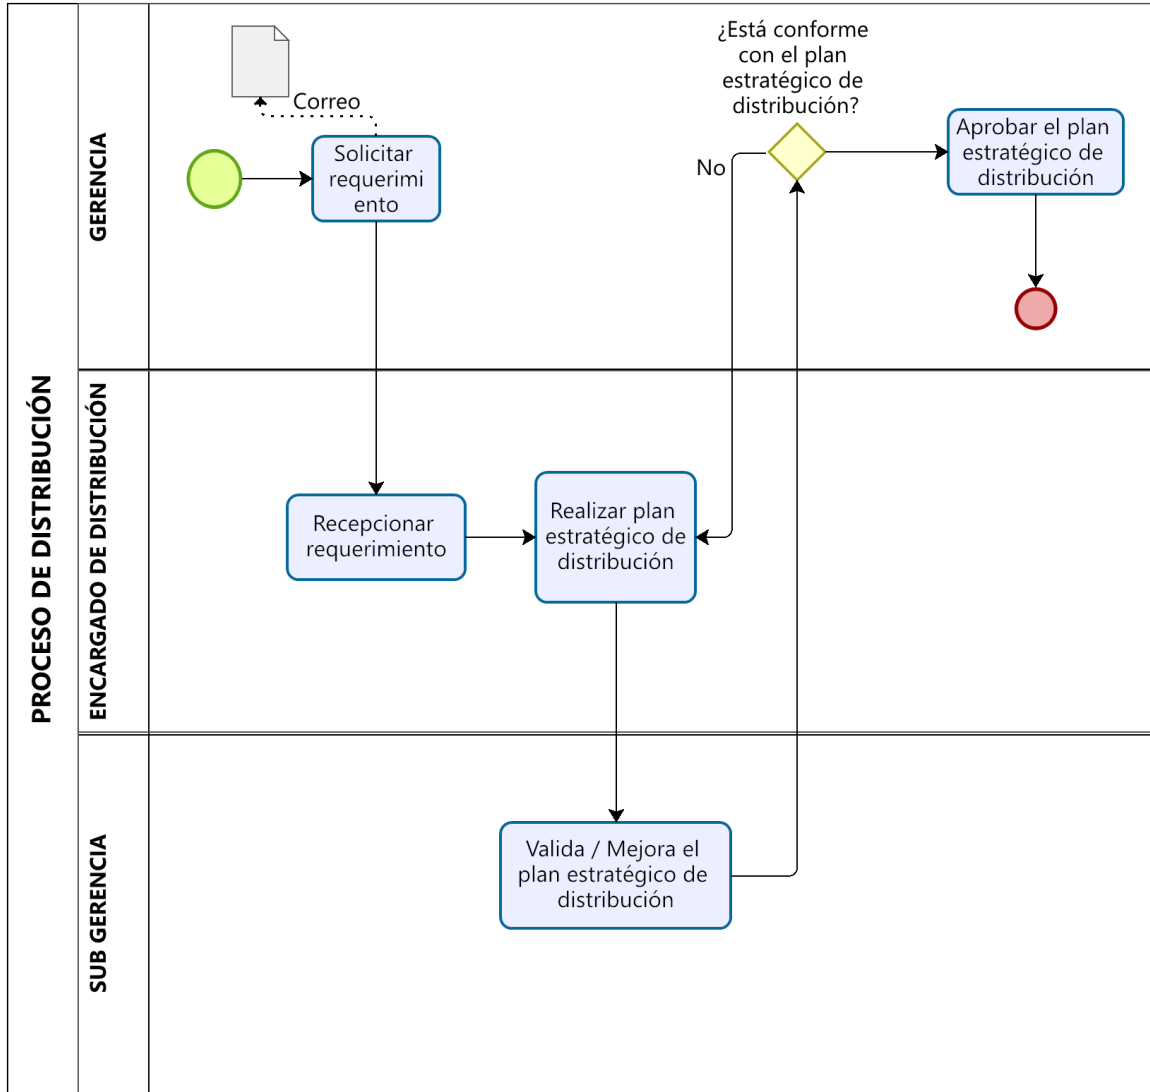 PROCESO DE DISTRIBUCIÓN
GERENCIA
Correo
Solicitar
requerimi
ento
¿Está conforme
con el plan
estratégico de
distribución?
No
Aprobar el plan
estratégico de
distribución
ENCARGADO DE DISTRIBUCIÓN
Recepcionar
requerimiento
Realizar plan
estratégico de
distribución
SUB GERENCIA
Valida / Mejora el
plan estratégico de
distribución